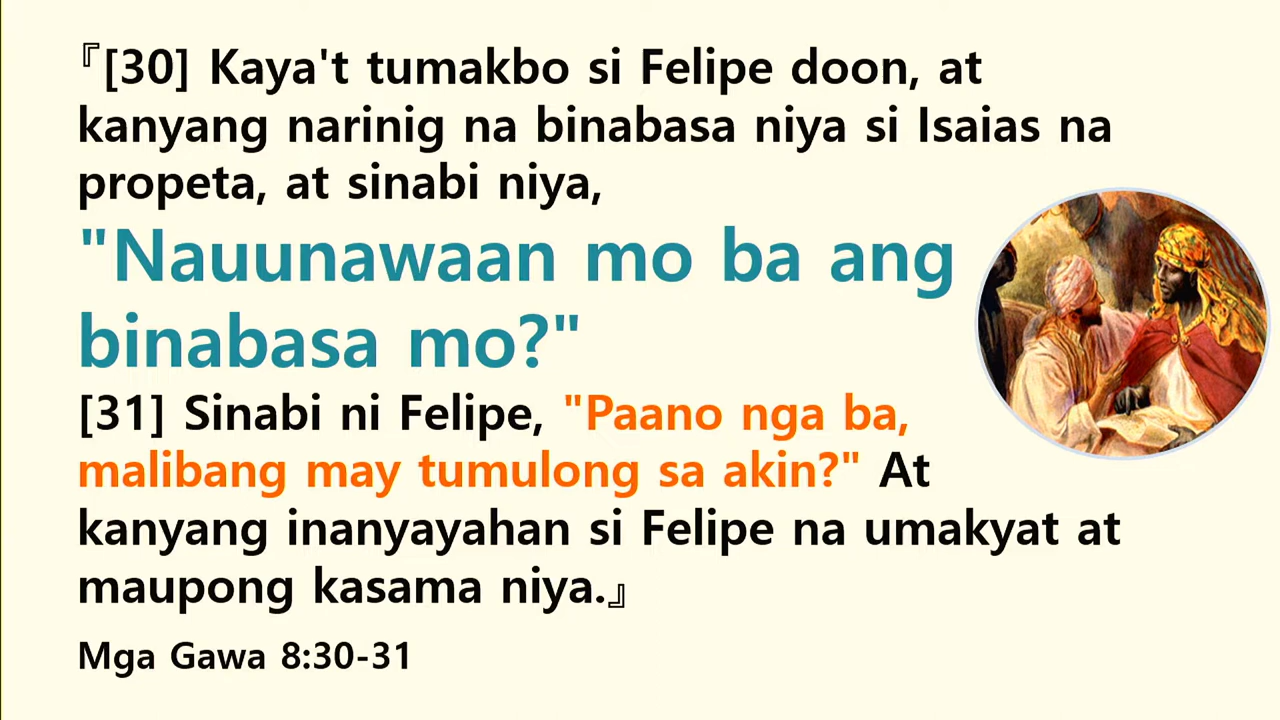 『[30] Kaya't tumakbo si Felipe doon, at
kanyang narinig na binabasa niya si Isaias na
propeta, at sinabi niya,
"Nauunawaan mo ba ang
binabasa mo?"
[31] Sinabi ni Felipe, "Paano nga ba,
malibang may tumulong sa akin?" At
kanyang inanyayahan si Felipe na umakyat at
maupong kasama niya.』
Mga Gawa 8:30-31